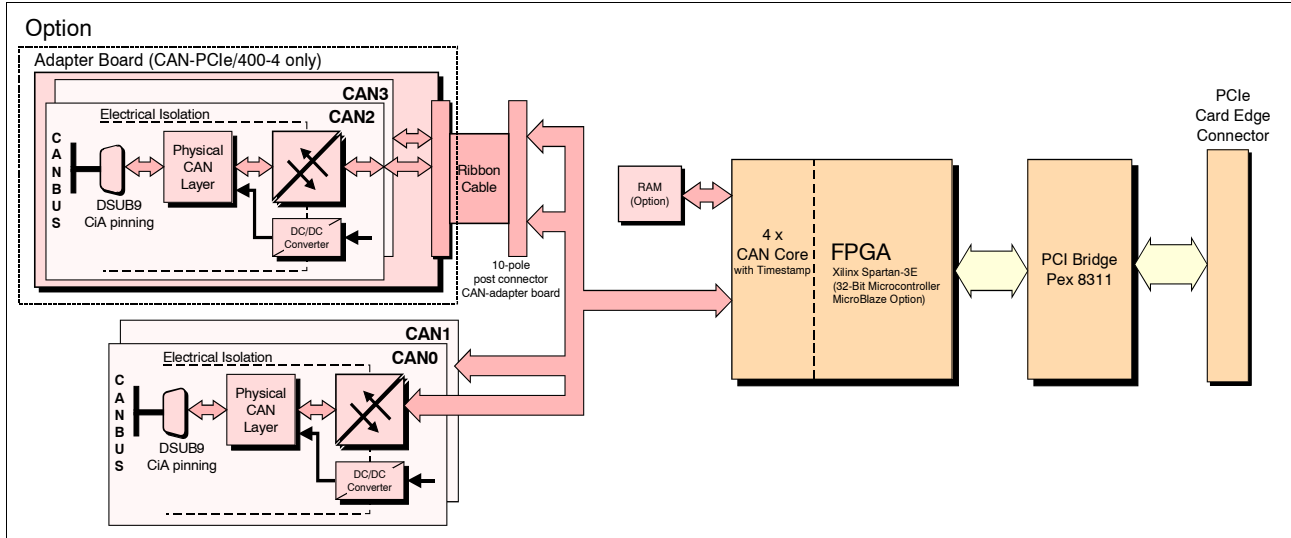 Option
Adapter Board (CAN-PCIe/400-4 only)
CAN3
Electrical Isolation
CAN2
CANBUS
Physical
CAN
Layer
DSUB9
CiA pinning
DC/DC
Converter
Ribbon
Cable
10-pole
post connector
CAN-adapter board
CAN1
Electrical Isolation
CAN0
CANBUS
Physical
CAN
Layer
DSUB9
CiA pinning
DC/DC
Converter
RAM
(Option)
4 x
CAN Core
with Timestamp
FPGA
Xilinx Spartan-3E
(32-Bit Microcontroller
MicroBlaze Option)
PCI Bridge
Pex 8311
PCIe
Card Edge
Connector